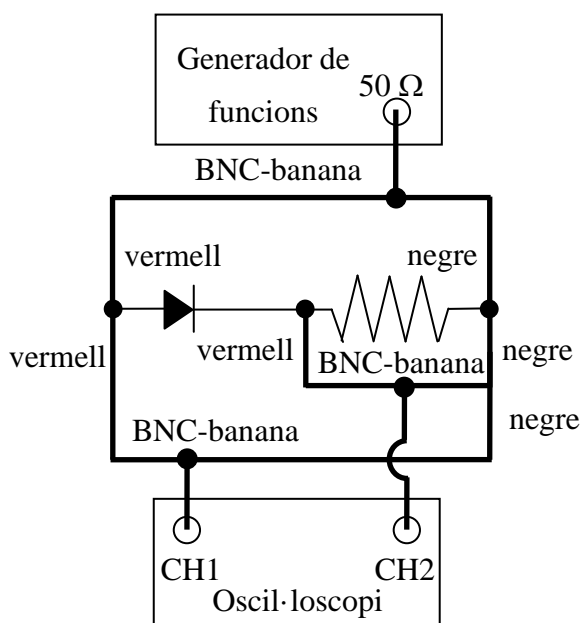 Generador de
funcions
50 Ω
BNC-banana
vermell
negre
vermell
vermell
BNC-banana
negre
BNC-banana
negre
CH1
CH2
Oscil·loscopi